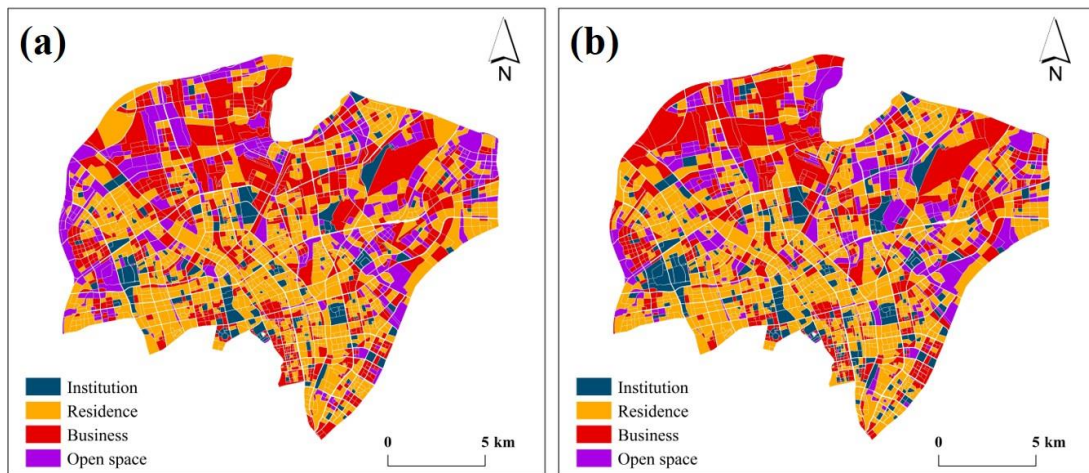 (a)
N
Institution
Residence
Business
Open space
0 5 km
(b)
N
Institution
Residence
Business
Open space
0 5 km